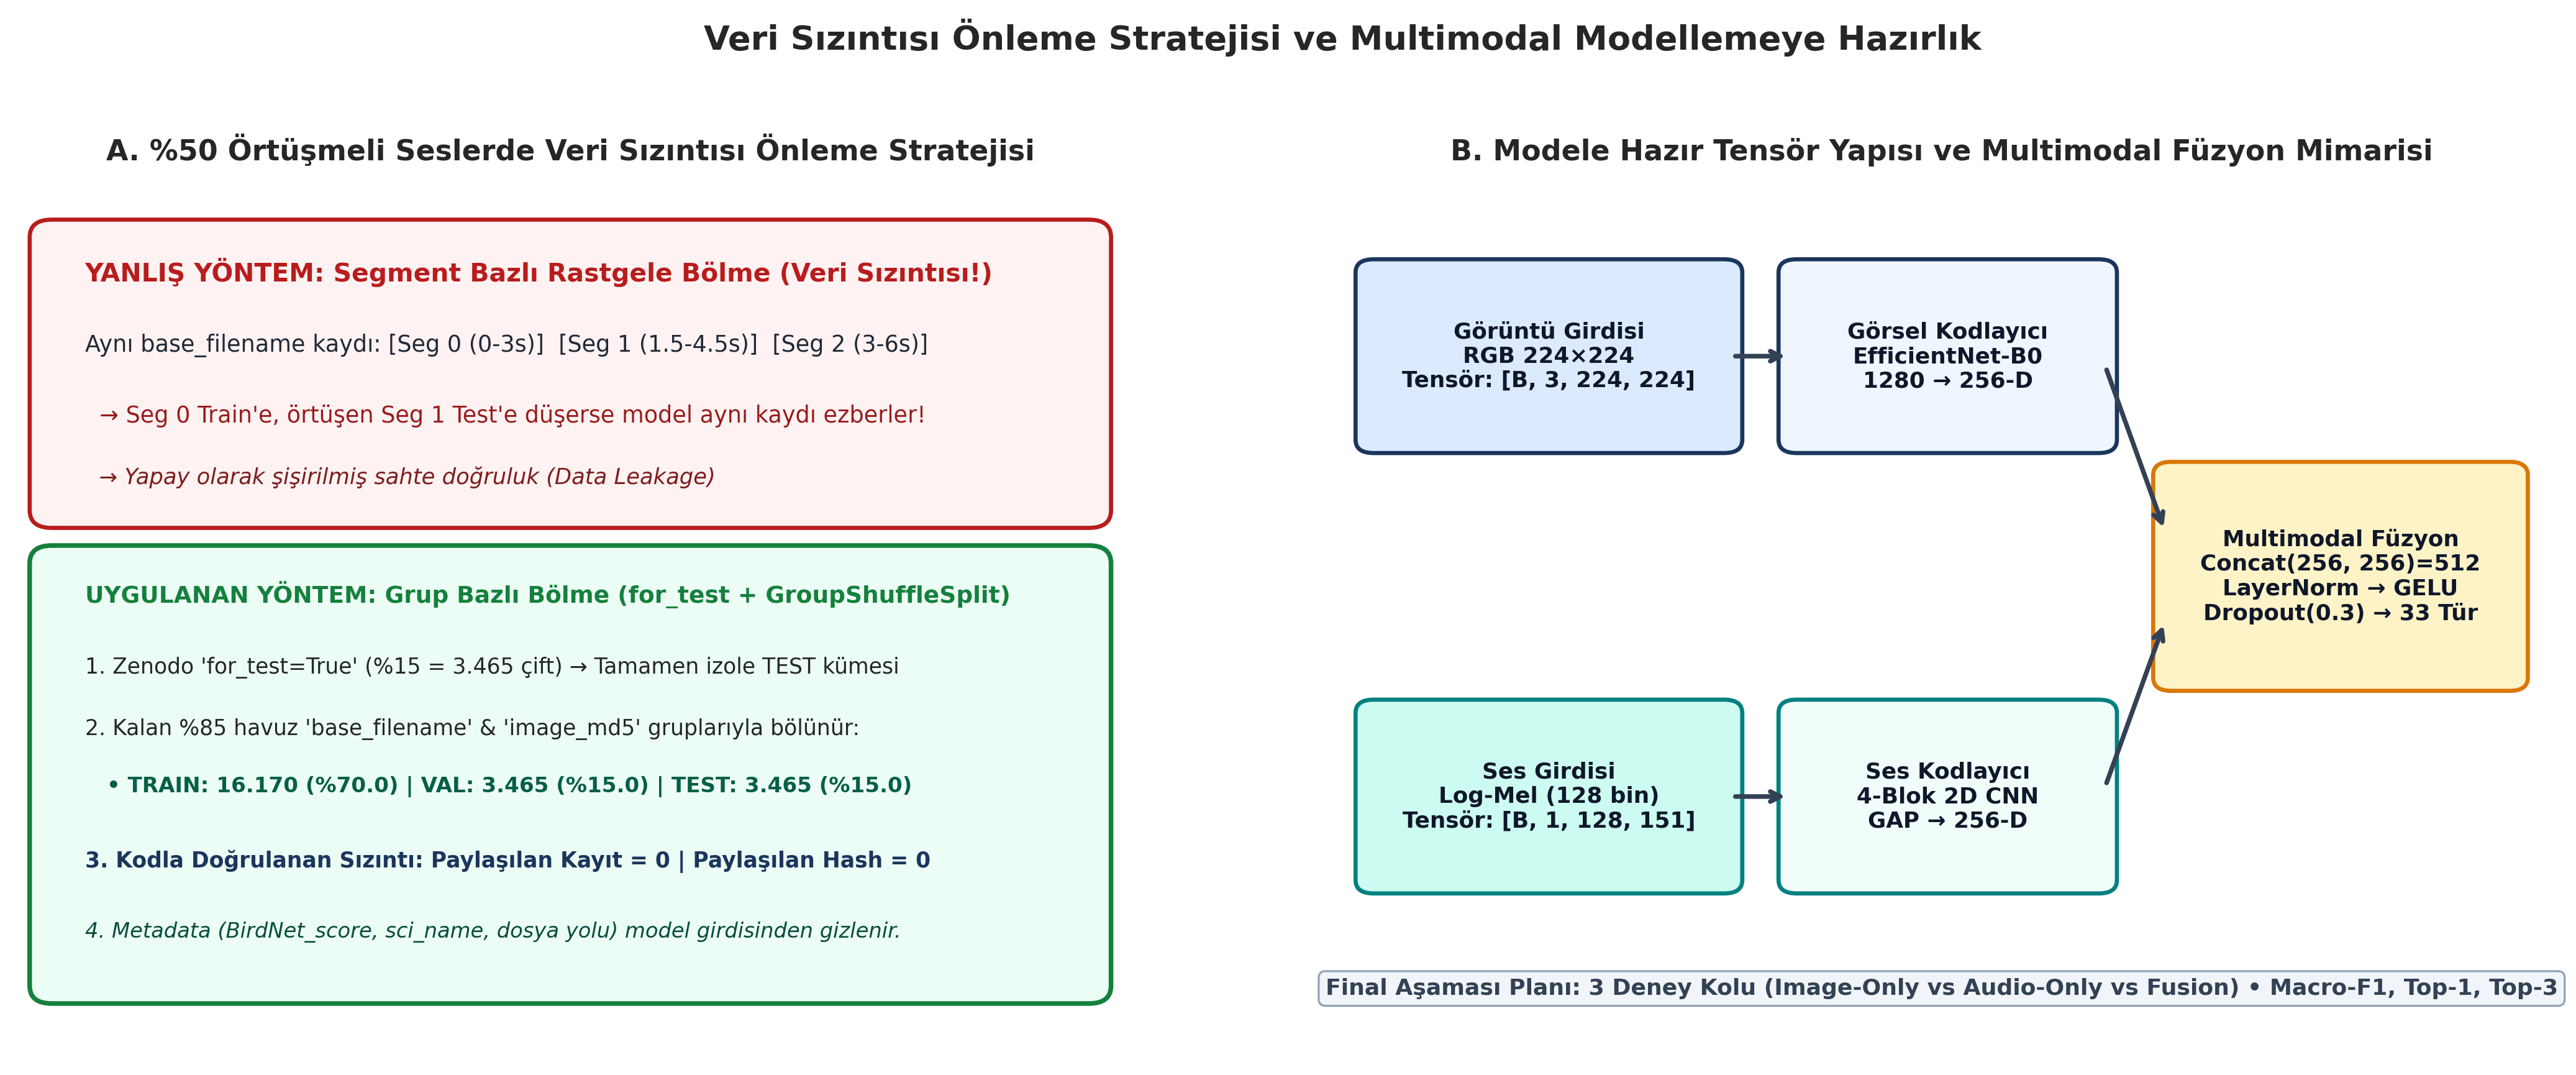 Veri Sızıntısı Önleme Stratejisi ve Multimodal Modellemeye Hazırlık
A. %50 Örtüşmeli Seslerde Veri Sızıntısı Önleme Stratejisi
YANLIŞ YÖNTEM: Segment Bazlı Rastgele Bölme (Veri Sızıntısı!)
Aynı base_filename kaydı: [Seg 0 (0-3s)]  [Seg 1 (1.5-4.5s)]  [Seg 2 (3-6s)]
→ Seg 0 Train'e, örtüşen Seg 1 Test'e düşerse model aynı kaydı ezberler!
→ Yapay olarak şişirilmiş sahte doğruluk (Data Leakage)
UYGULANAN YÖNTEM: Grup Bazlı Bölme (for_test + GroupShuffleSplit)
1. Zenodo 'for_test=True' (%15 = 3.465 çift) → Tamamen izole TEST kümesi
2. Kalan %85 havuz 'base_filename' & 'image_md5' gruplarıyla bölünür:
• TRAIN: 16.170 (%70.0) | VAL: 3.465 (%15.0) | TEST: 3.465 (%15.0)
3. Kodla Doğrulanan Sızıntı: Paylaşılan Kayıt = 0 | Paylaşılan Hash = 0
4. Metadata (BirdNet_score, sci_name, dosya yolu) model girdisinden gizlenir.
B. Modele Hazır Tensör Yapısı ve Multimodal Füzyon Mimarisi
Görüntü Girdisi
RGB 224×224
Tensör: [B, 3, 224, 224]
Görsel Kodlayıcı
EfficientNet-B0
1280 → 256-D
Multimodal Füzyon
Concat(256, 256)=512
LayerNorm → GELU
Dropout(0.3) → 33 Tür
Ses Girdisi
Log-Mel (128 bin)
Tensör: [B, 1, 128, 151]
Ses Kodlayıcı
4-Blok 2D CNN
GAP → 256-D
Final Aşaması Planı: 3 Deney Kolu (Image-Only vs Audio-Only vs Fusion) • Macro-F1, Top-1, Top-3